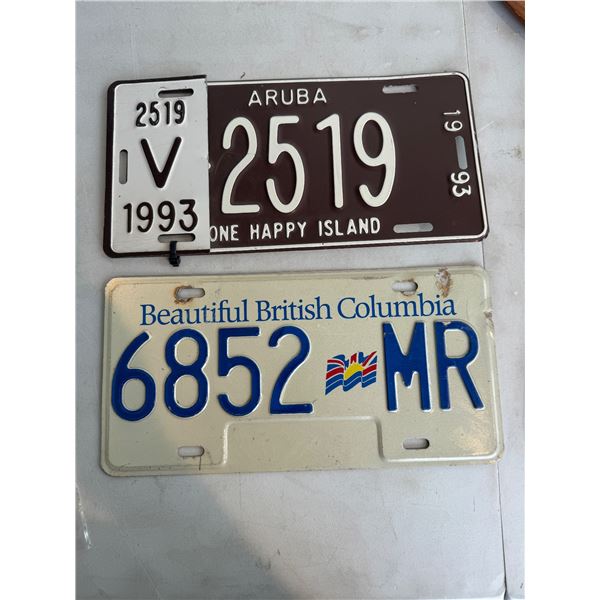 ARUBA
2519
V
1993
2519
19
93
ONE HAPPY ISLAND
Beautiful British Columbia
6852 MR